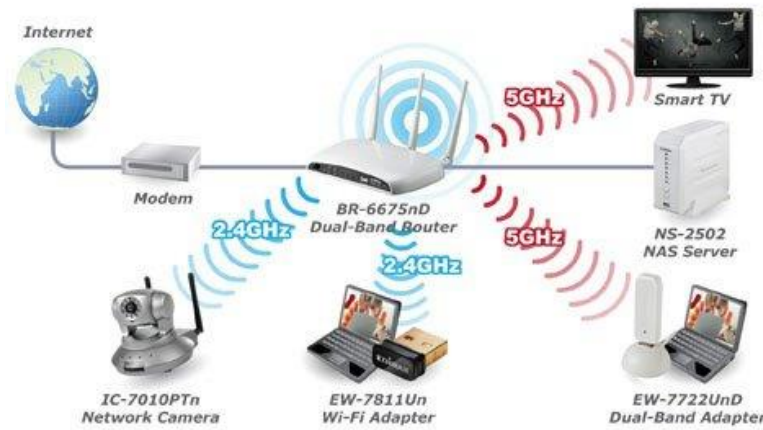 Internet
5GHz
Smart TV
Modem
BR-6675nD
Dual-Band Router
2.4GHz
2.4GHz
5GHz
NS-2502
NAS Server
IC-7010PTn
Network Camera
EW-7811Un
Wi-Fi Adapter
EDIMAX
EW-7722UnD
Dual-Band Adapter